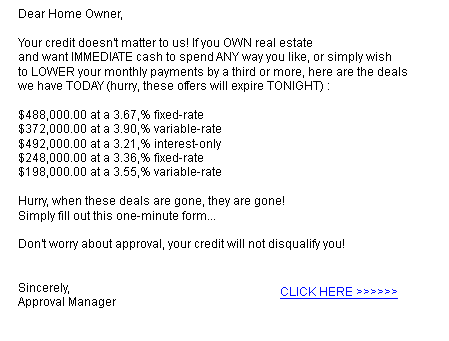 Dear Home Owner,
Your credit doesn't matter to us! If you OWN real estate
and want IMMEDIATE cash to spend ANY way you like, or simply wish
to LOWER your monthly payments by a third or more, here are the deals
we have TODAY (hurry, these offers will expire TONIGHT) :
$488,000.00 at a 3.67,% fixed-rate
$372,000.00 at a 3.90,% variable-rate
$492,000.00 at a 3.21,% interest-only
$248,000.00 at a 3.36,% fixed-rate
$198,000.00 at a 3.55,% variable-rate
Hurry, when these deals are gone, they are gone!
Simply fill out this one-minute form...
Don't worry about approval, your credit will not disqualify you!
Sincerely,
Approval Manager
CLICK HERE >>>>>>